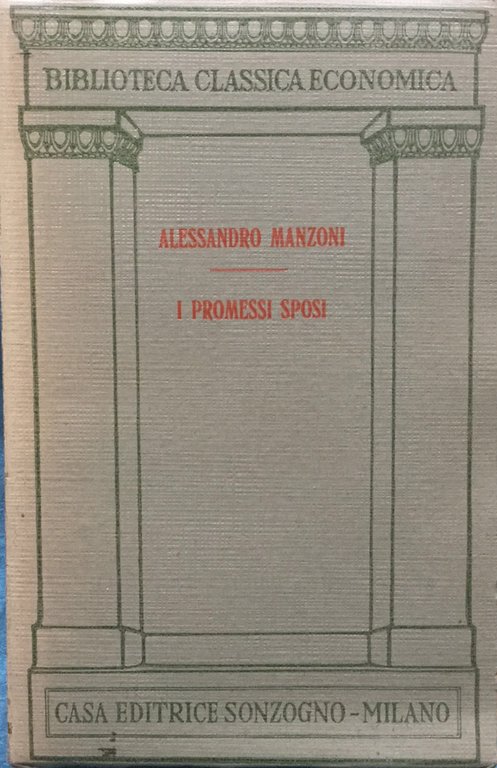 BIBLIOTECA CLASSICA ECONOMICA
ALESSANDRO MANZONI
I PROMESSI SPOSI
CASA EDITRICE SONZOGNO-MILANO